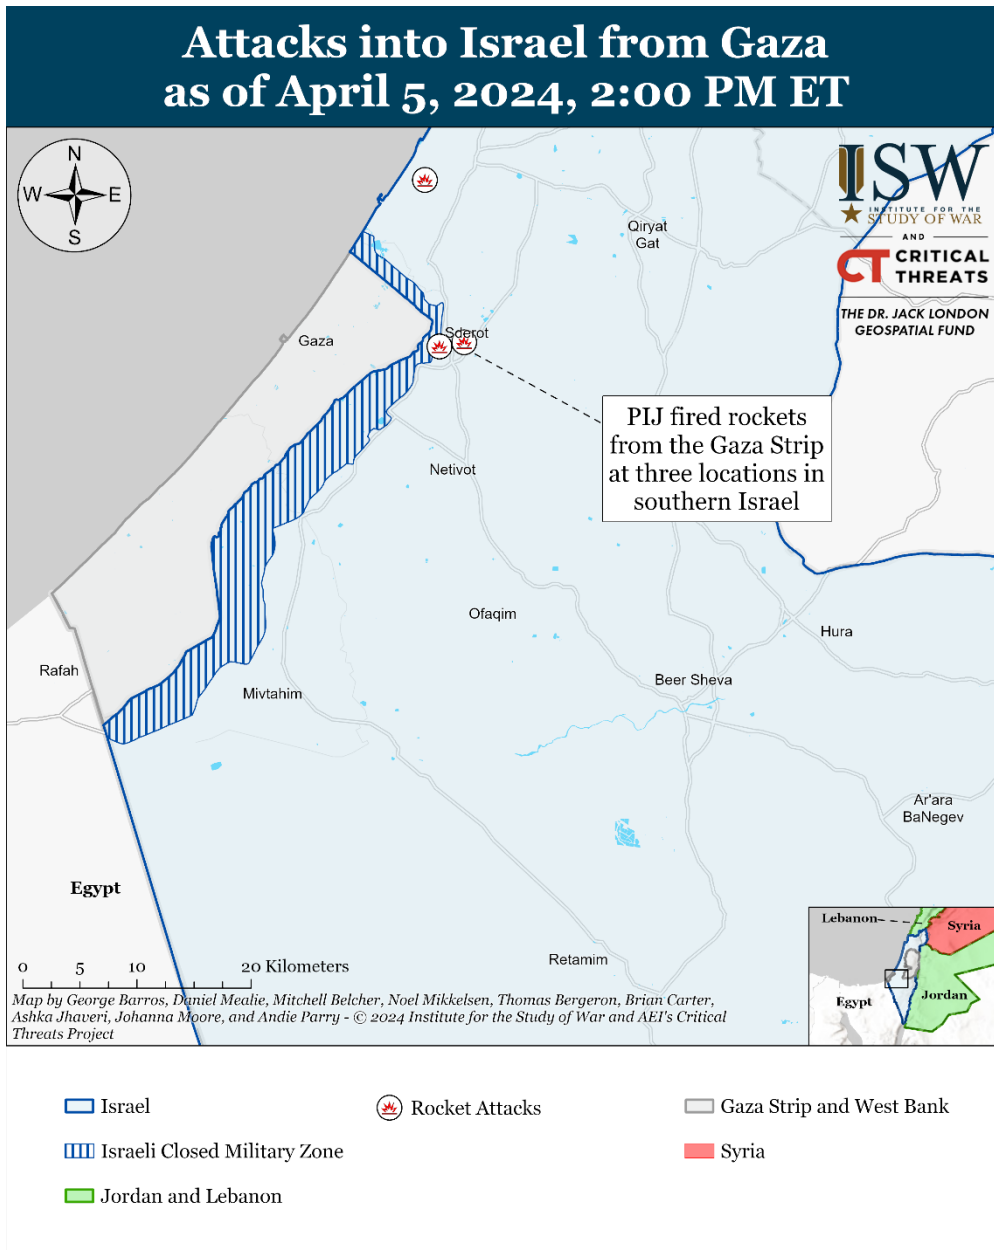 Attacks into Israel from Gaza
as of April 5, 2024, 2:00 PM ET
N
W
E
S
ISW
INSTITUTE FOR THE
STUDY OF WAR
AND
CT CRITICAL
THREATS
THE DR. JACK LONDON
GEOSPATIAL FUND
Qiryat
Gat
Gaza
Sderot
PIJ fired rockets
from the Gaza Strip
at three locations in
southern Israel
Netivot
Ofaqim
Hura
Rafah
Beer Sheva
Mivtahim
Ar'ara
BaNegev
Egypt
Retamim
Lebanon
Syria
Egypt
Jordan
0 5 10 20 Kilometers
Map by George Barros, Daniel Mealie, Mitchell Belcher, Noel Mikkelsen, Thomas Bergeron, Brian Carter,
Ashka Jhaveri, Johanna Moore, and Andie Parry - © 2024 Institute for the Study of War and AEI's Critical
Threats Project
Israel
Rocket Attacks
Gaza Strip and West Bank
Israeli Closed Military Zone
Syria
Jordan and Lebanon